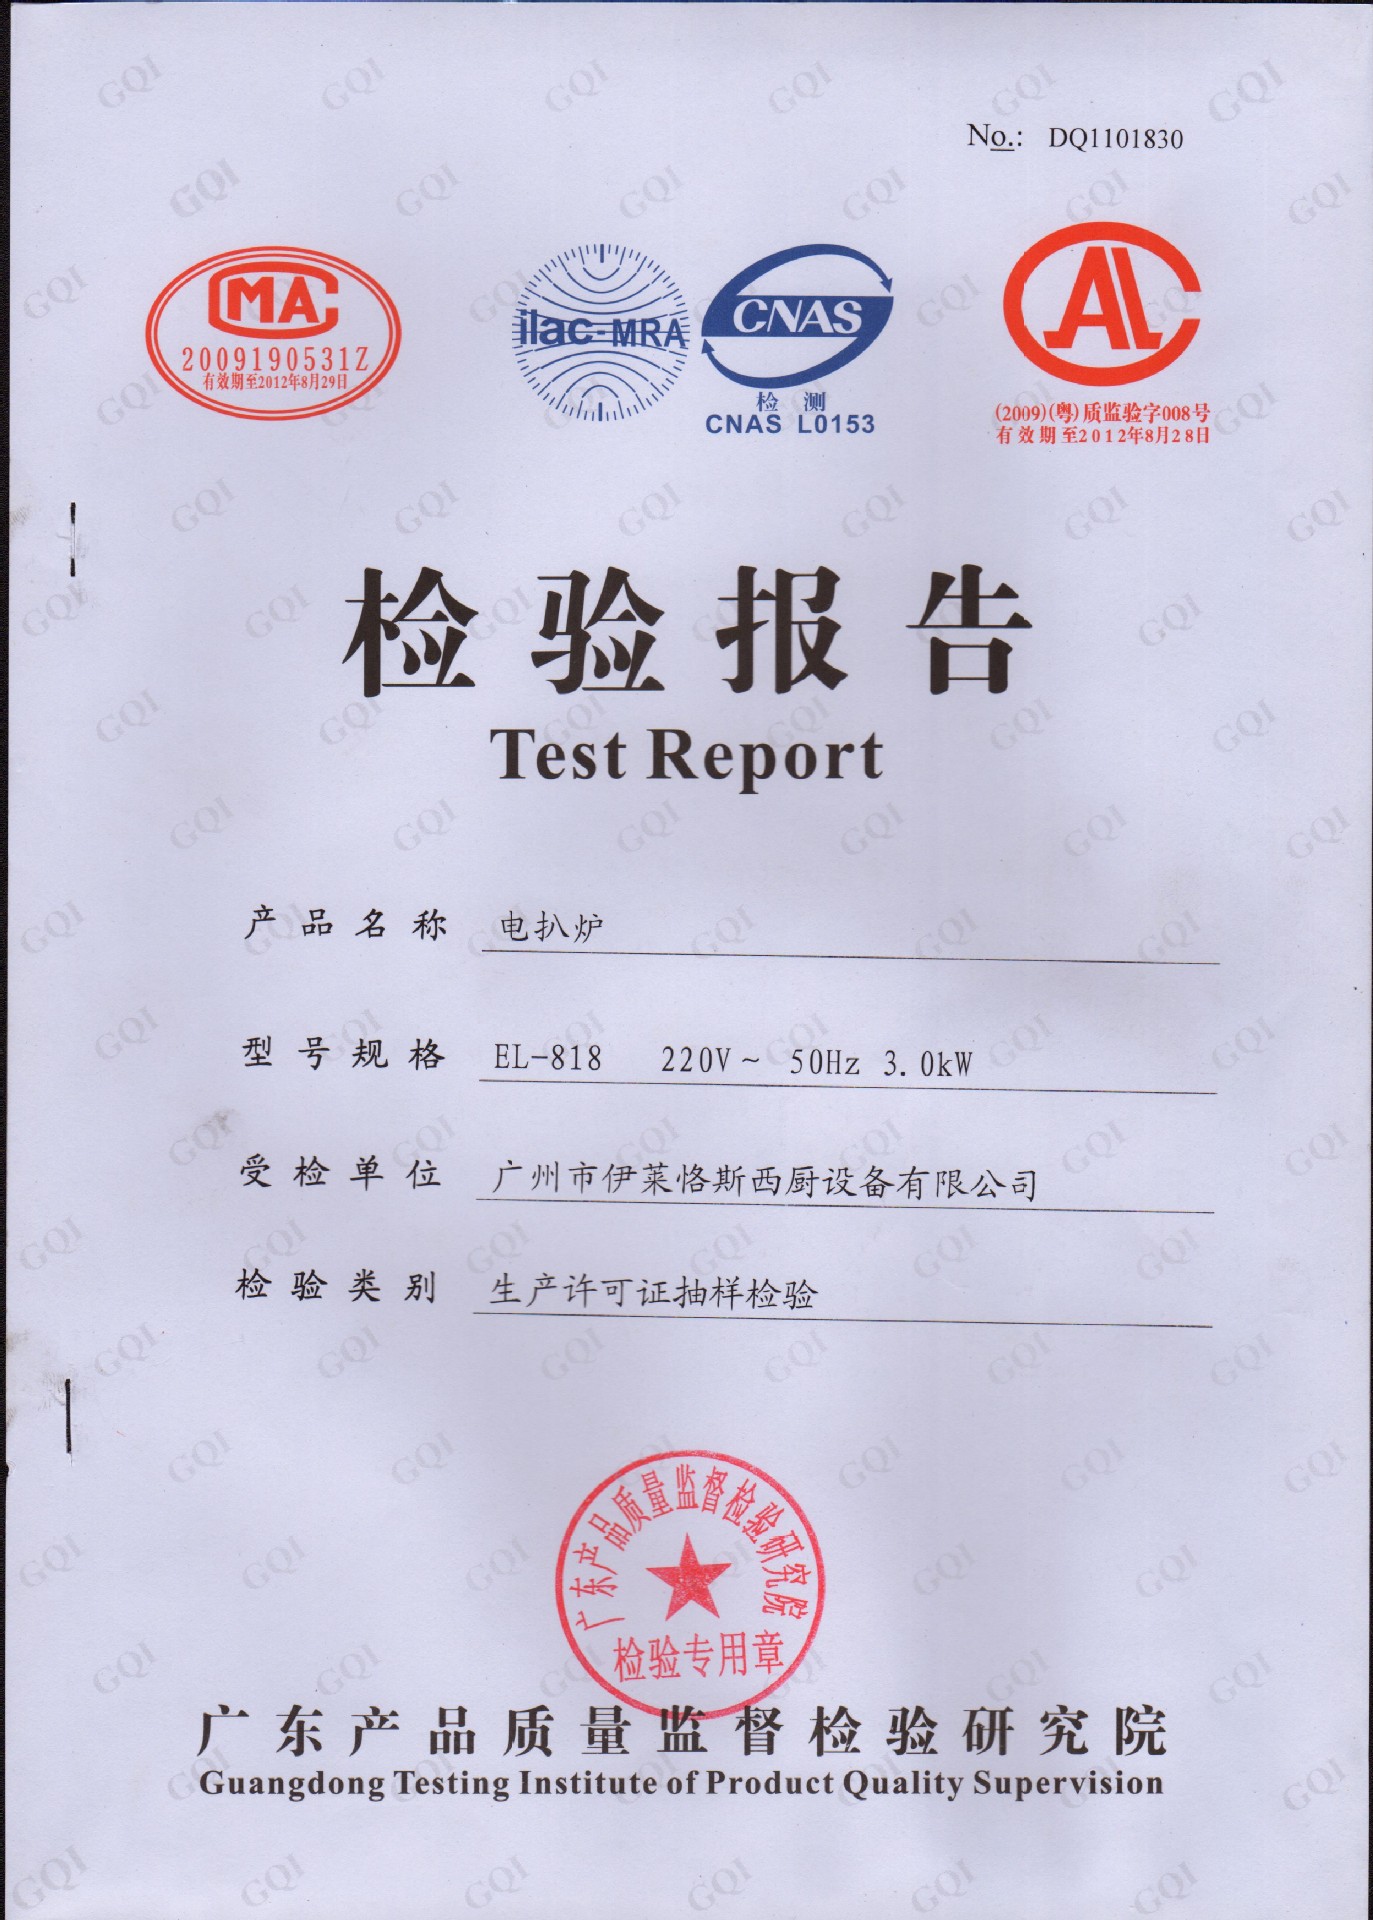 No.: DQ1101830
CMA
2009190531Z
有效期至2012年8月29日
ilac-MRA
CNAS
检 测
CNAS L0153
CAL
(2009)(粤)质监验字008号
有效期至2012年8月28日
检验报告
Test Report
产品名称 电扒炉
型号规格 EL-818 220V~ 50Hz 3.0kW
受检单位 广州市伊莱恪斯西厨设备有限公司
检验类别 生产许可证抽样检验
广东产品质量监督检验研究院
检验专用章
广东产品质量监督检验研究院
Guangdong Testing Institute of Product Quality Supervision
GQI